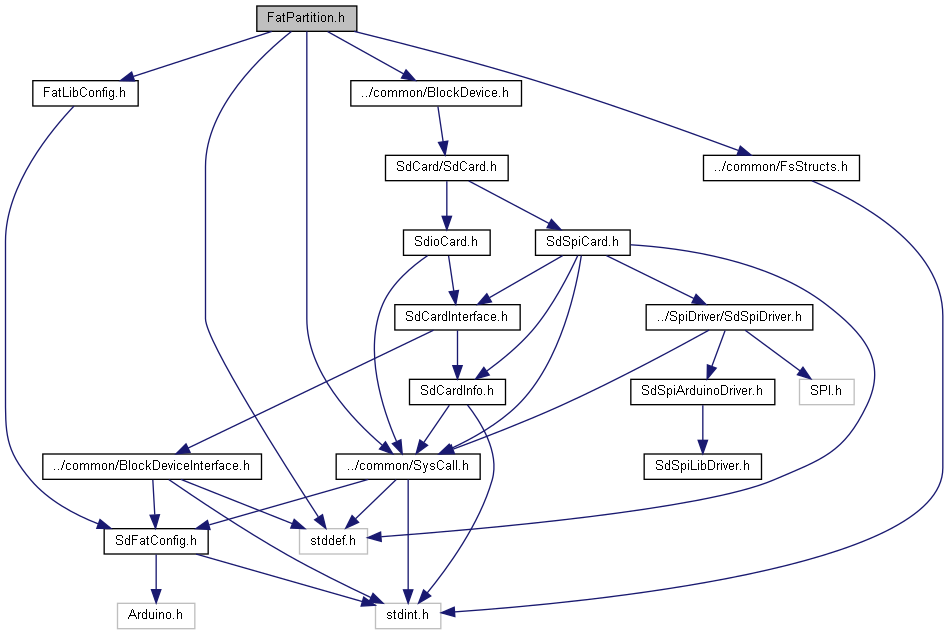 FatPartition.h
FatLibConfig.h
../common/BlockDevice.h
SdCard/SdCard.h
../common/FsStructs.h
SdioCard.h
SdSpiCard.h
SdCardInterface.h
../SpiDriver/SdSpiDriver.h
SdCardInfo.h
SdSpiArduinoDriver.h
SPI.h
../common/BlockDeviceInterface.h
../common/SysCall.h
SdSpiLibDriver.h
SdFatConfig.h
stddef.h
Arduino.h
stdint.h